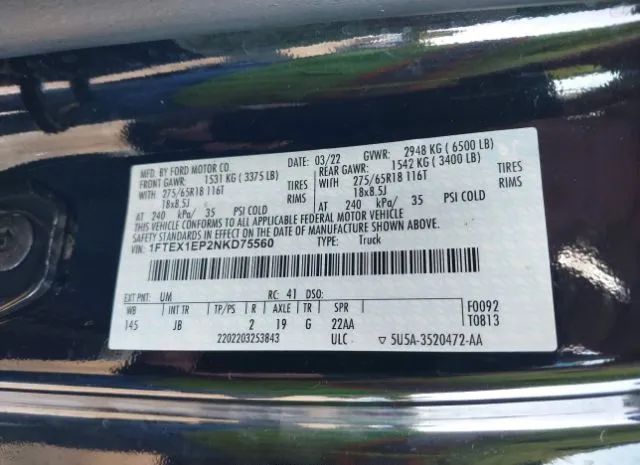 MFD. BY FORD MOTOR CO.
DATE: 03/22 GVWR: 2948 KG ( 6500 LB)
FRONT GAWR: 1531 KG ( 3375 LB) REAR GAWR: 1542 KG ( 3400 LB)
WITH 275/65R18 116T TIRES WITH 275/65R18 116T TIRES
18x8.5J RIMS 18x8.5J RIMS
AT 240 kPa/ 35 PSI COLD AT 240 kPa/ 35 PSI COLD
THIS VEHICLE CONFORMS TO ALL APPLICABLE FEDERAL MOTOR VEHICLE
SAFETY STANDARDS IN EFFECT ON THE DATE OF MANUFACTURE SHOWN ABOVE.
VIN: 1FTEX1EP2NKD75560 TYPE: Truck
EXT PNT: UM RC: 41 DSO:
WB TP/PS R AXLE TR SPR F0092
145 JB 2 19 G 22AA T0813
2202203253843 ULC ▽ 5U5A-3520472-AA